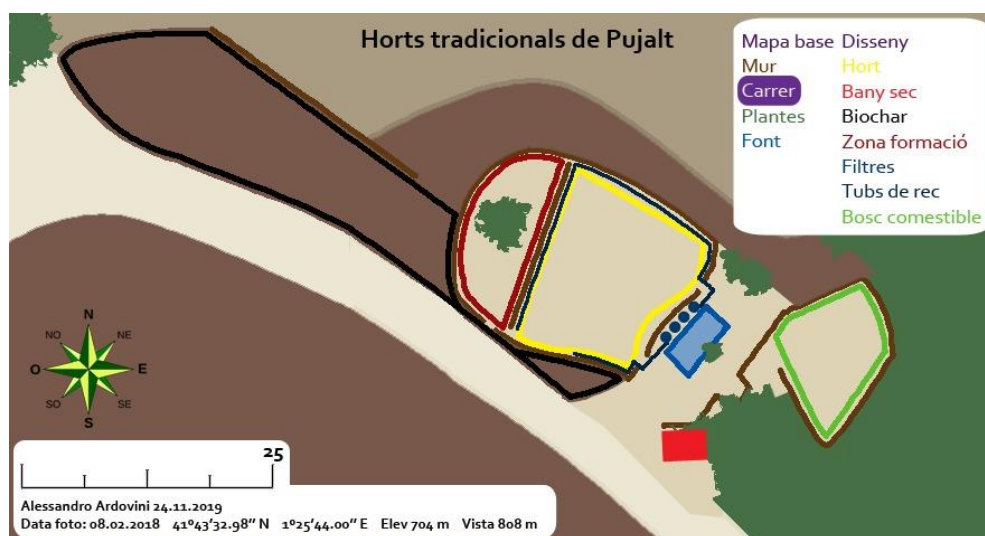 Horts tradicionals de Pujalt
Mapa base Disseny
Mur Hort
Carrer Bany sec
Plantes Biochar
Font Zona formació
Filtres
Tubs de rec
Bosc comestible
N
NO NE
O E
SO SE
S
25
Alessandro Ardovini 24.11.2019
Data foto: 08.02.2018 41º43'32.98'' N 1º25'44.00'' E Elev 704 m Vista 808 m